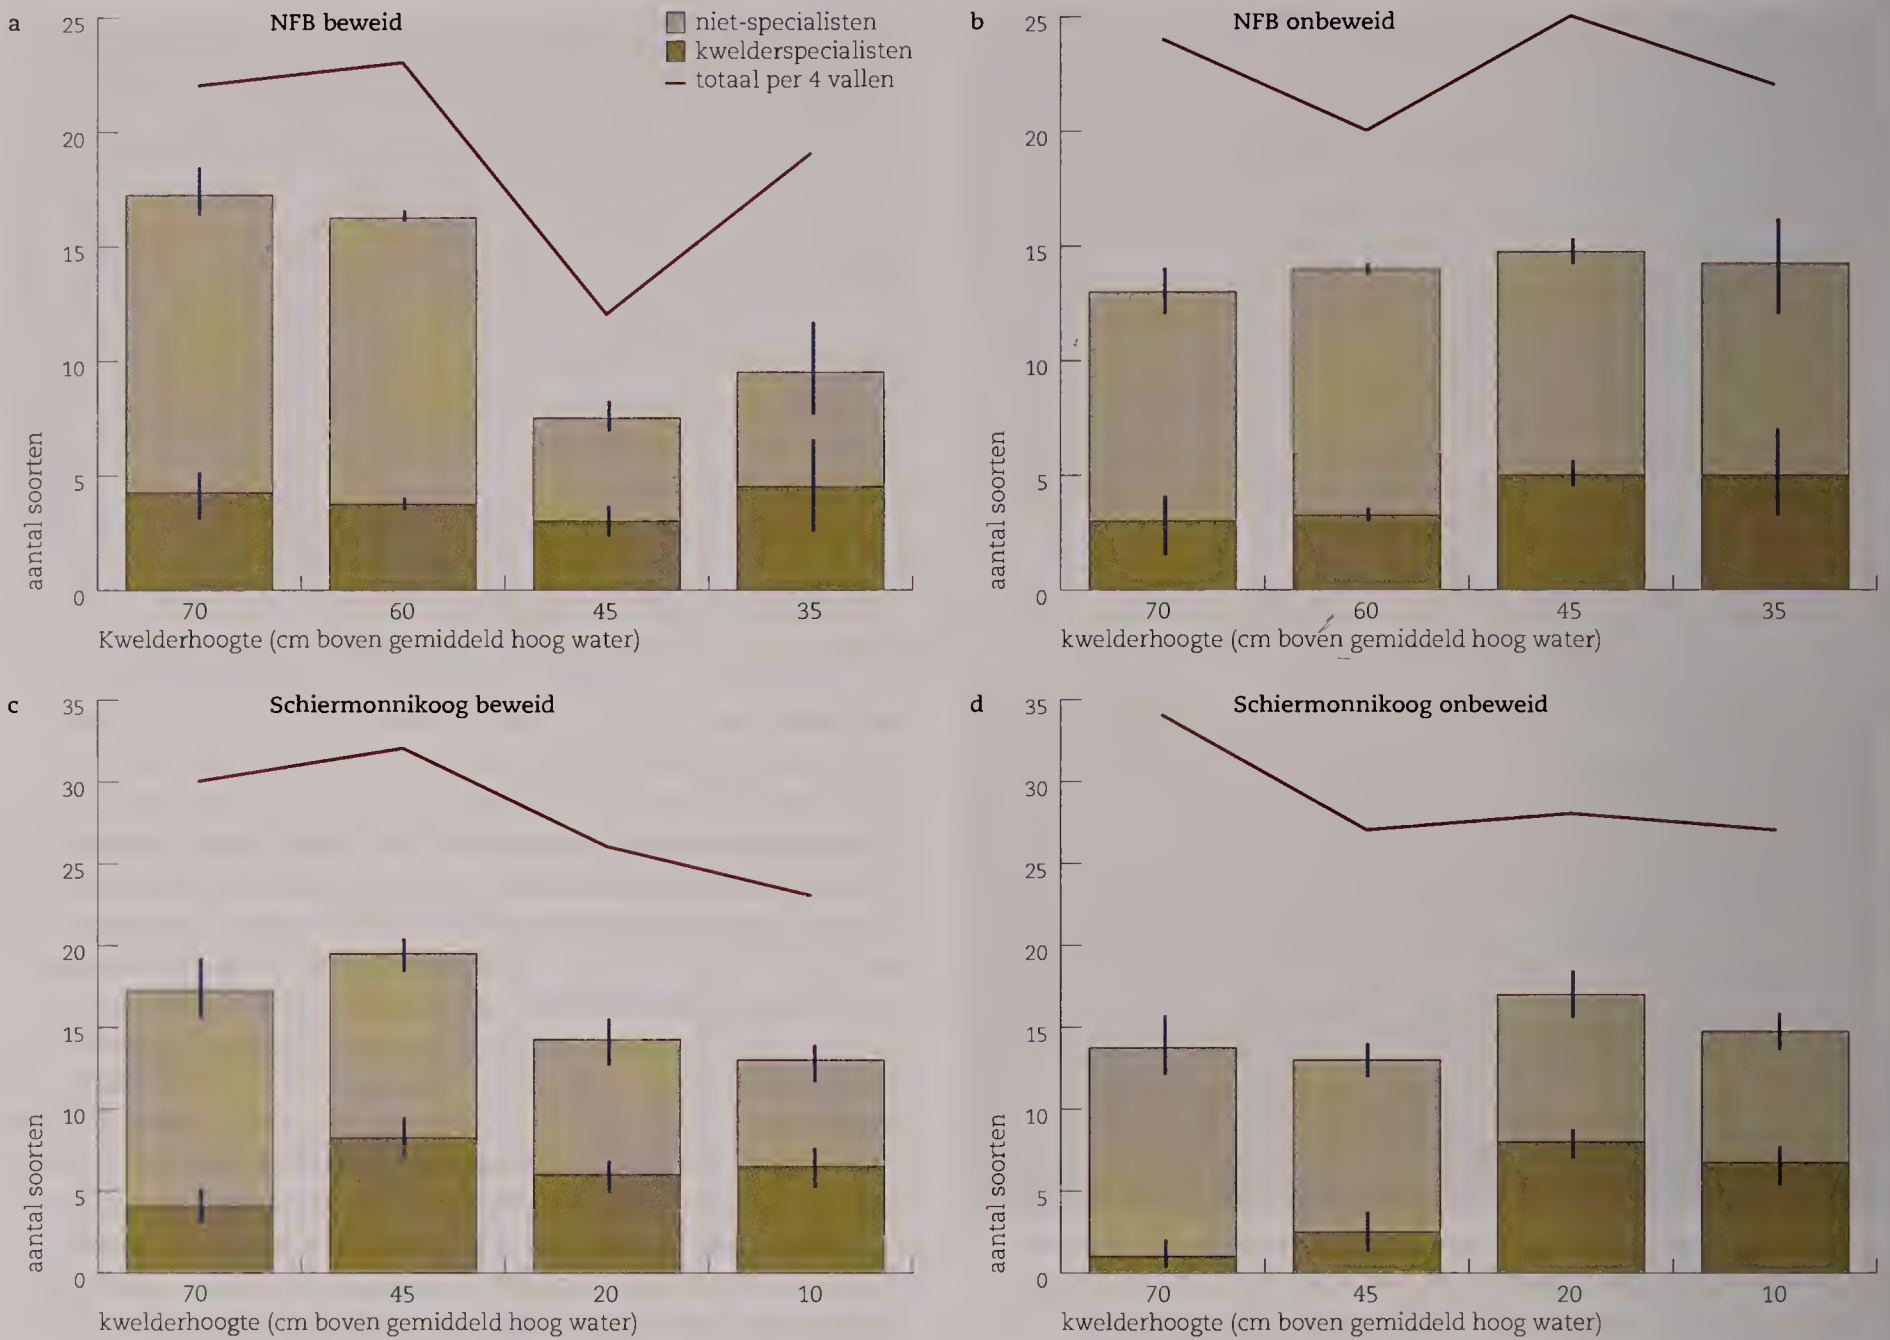 a
NFB beweid
niet-specialisten
kwelderspecialisten
totaal per 4 vallen
25
20
15
10
5
0
aantal soorten
70 60 45 35
Kwelderhoogte (cm boven gemiddeld hoog water)
b
NFB onbeweid
25
20
15
10
5
0
aantal soorten
70 60 45 35
kwelderhoogte (cm boven gemiddeld hoog water)
c
Schiermonnikoog beweid
35
30
25
20
15
10
5
0
aantal soorten
70 45 20 10
kwelderhoogte (cm boven gemiddeld hoog water)
d
Schiermonnikoog onbeweid
35
30
25
20
15
10
5
0
aantal soorten
70 45 20 10
kwelderhoogte (cm boven gemiddeld hoog water)